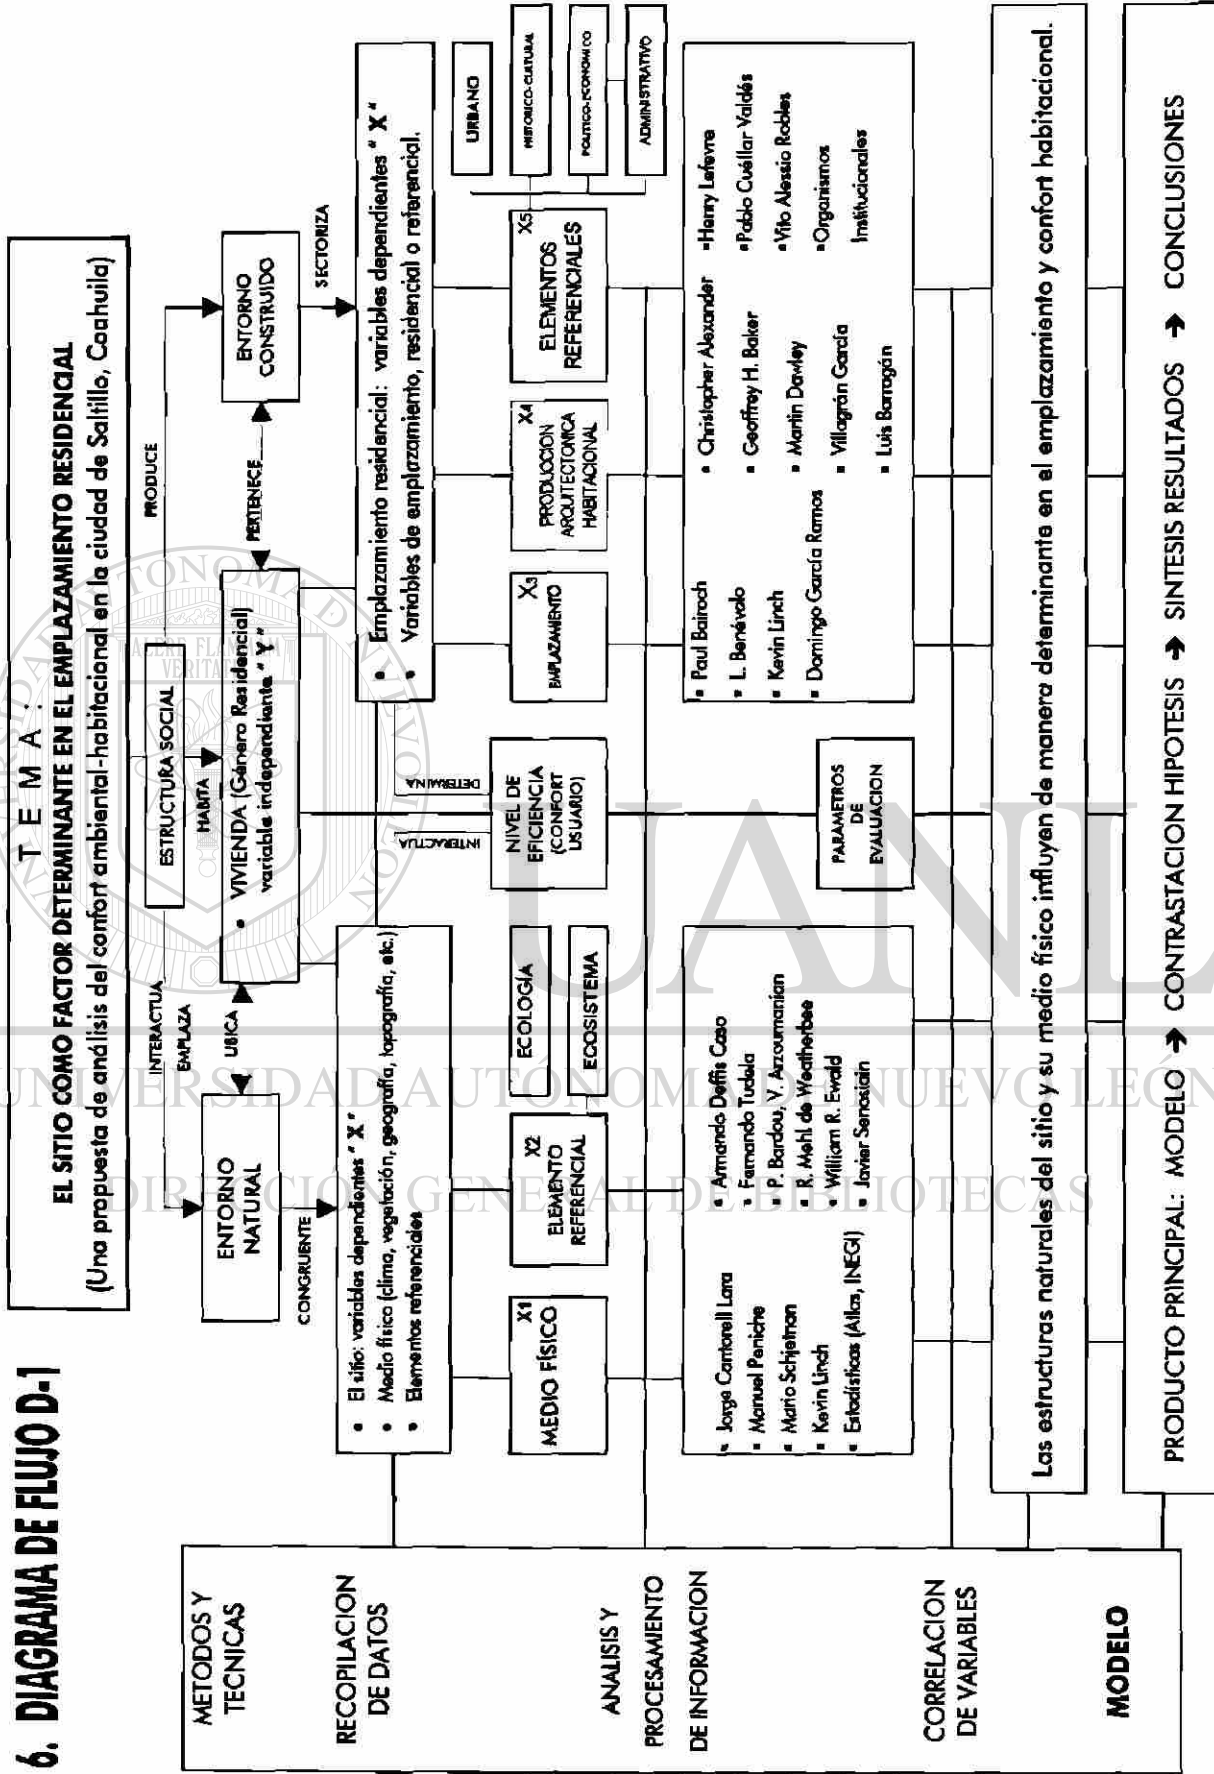 6. DIAGRAMA DE FLUJO D-1
T E M A :
EL SITIO COMO FACTOR DETERMINANTE EN EL EMPLAZAMIENTO RESIDENCIAL
(Una propuesta de análisis del confort ambiental-habitacional en la ciudad de Saltillo, Coahuila)
INTERACTUA
EMPLAZA
ESTRUCTURA SOCIAL
PRODUCE
HABITA
ENTORNO
NATURAL
UBICA
• VIVIENDA (Género Residencial)
variable independiente " Y "
PERTENECE
ENTORNO
CONSTRUIDO
CONGRUENTE
SECTORIZA
• El sitio: variables dependientes " X "
• Medio físico (clima, vegetación, geografía, topografía, etc.)
• Elementos referenciales
• Emplazamiento residencial: variables dependientes " X "
• Variables de emplazamiento, residencial o referencial.
INTERACTUA
DETERMINA
X1
MEDIO FÍSICO
X2
ELEMENTO
REFERENCIAL
ECOLOGÍA
ECOSISTEMA
NIVEL DE
EFICIENCIA
(CONFORT
USUARIO)
X3
EMPLAZAMIENTO
X4
PRODUCCION
ARQUITECTONICA
HABITACIONAL
X5
ELEMENTOS
REFERENCIALES
URBANO
HISTORICO-CULTURAL
POLITICO-ECONOMICO
ADMINISTRATIVO
▪ Jorge Cantorell Lara
▪ Manuel Peniche
▪ Mario Schjetnan
▪ Kevin Linch
▪ Estadísticas (Atlas, INEGI)
▪ Armando Deffis Caso
▪ Fernando Tudela
▪ P. Bardou, V. Arzoumanian
▪ R. Mehl de Weatherbee
▪ William R. Ewald
▪ Javier Senosiain
PARAMETROS
DE
EVALUACION
▪ Paul Bairoch
▪ L. Benévolo
▪ Kevin Linch
▪ Domingo García Ramos
▪ Christopher Alexander
▪ Geoffrey H. Baker
▪ Martin Dawley
▪ Villagrán García
▪ Luis Barragán
▪ Henry Lefevre
▪ Pablo Cuéllar Valdés
▪ Vito Alessio Robles
▪ Organismos
Institucionales
Las estructuras naturales del sitio y su medio físico influyen de manera determinante en el emplazamiento y confort habitacional.
PRODUCTO PRINCIPAL: MODELO ➔ CONTRASTACION HIPOTESIS ➔ SINTESIS RESULTADOS ➔ CONCLUSIONES
METODOS Y
TECNICAS
RECOPILACION
DE DATOS
ANALISIS Y
PROCESAMIENTO
DE INFORMACION
CORRELACION
DE VARIABLES
MODELO
UNIVERSIDAD AUTÓNOMA DE NUEVO LEÓN
ALERE FLAMMAM
VERITATIS
UANL
UNIVERSIDAD AUTÓNOMA DE NUEVO LEÓN
DIRECCIÓN GENERAL DE BIBLIOTECAS